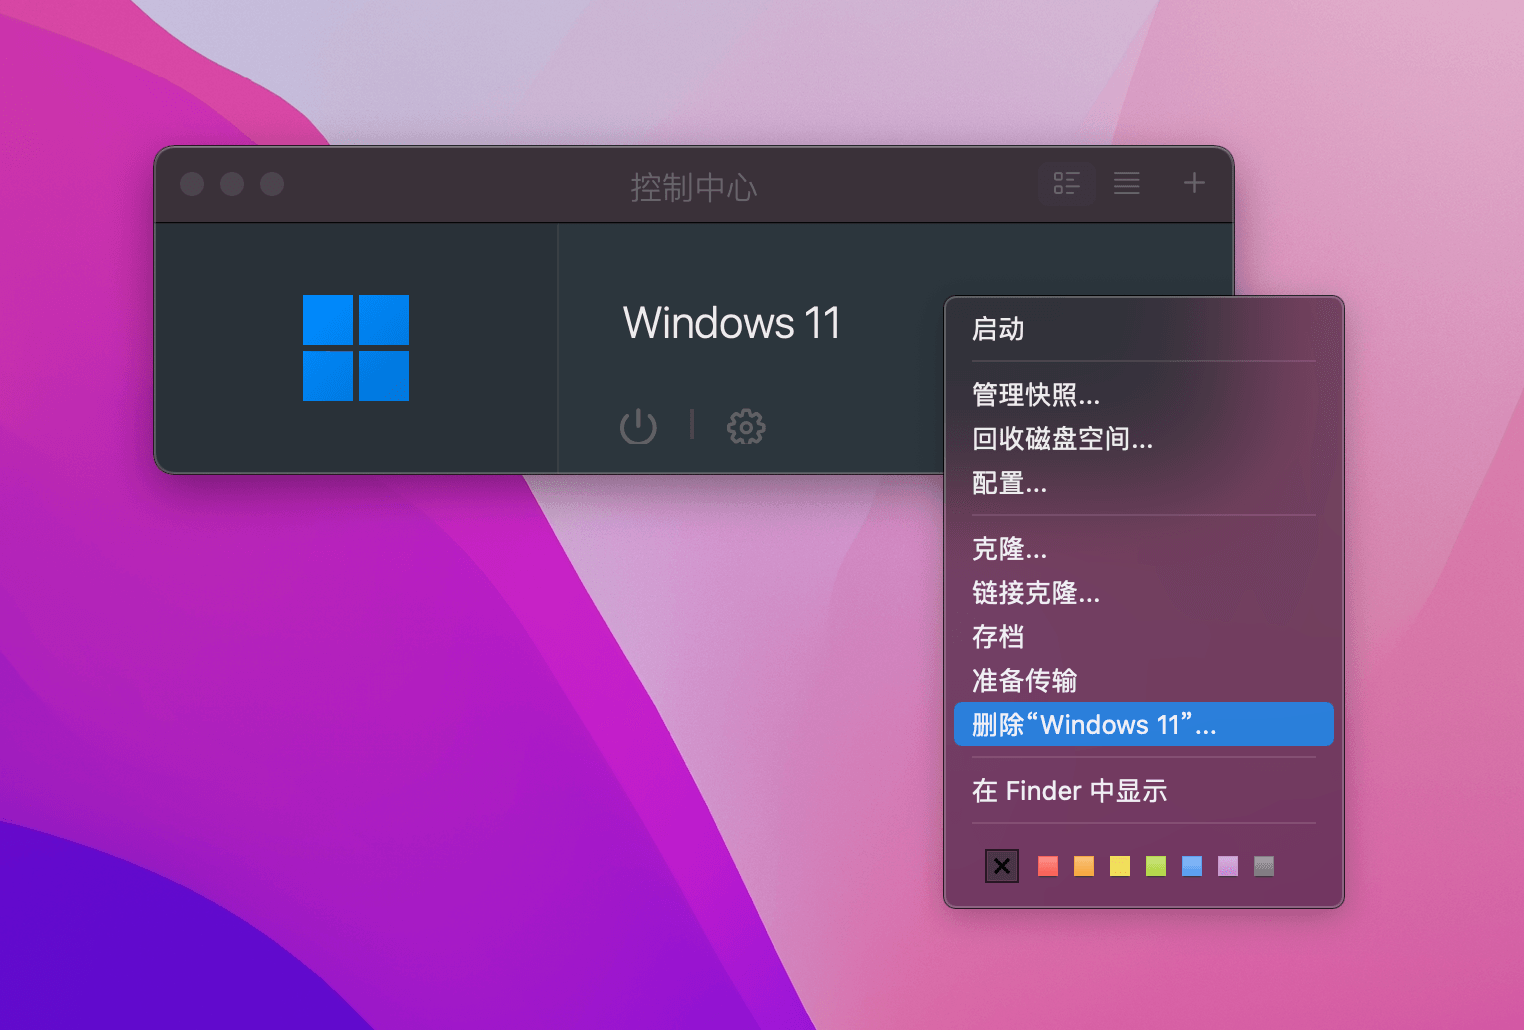 控制中心
Windows 11
启动
管理快照...
回收磁盘空间...
配置...
克隆...
链接克隆...
存档
准备传输
删除“Windows 11”...
在 Finder 中显示